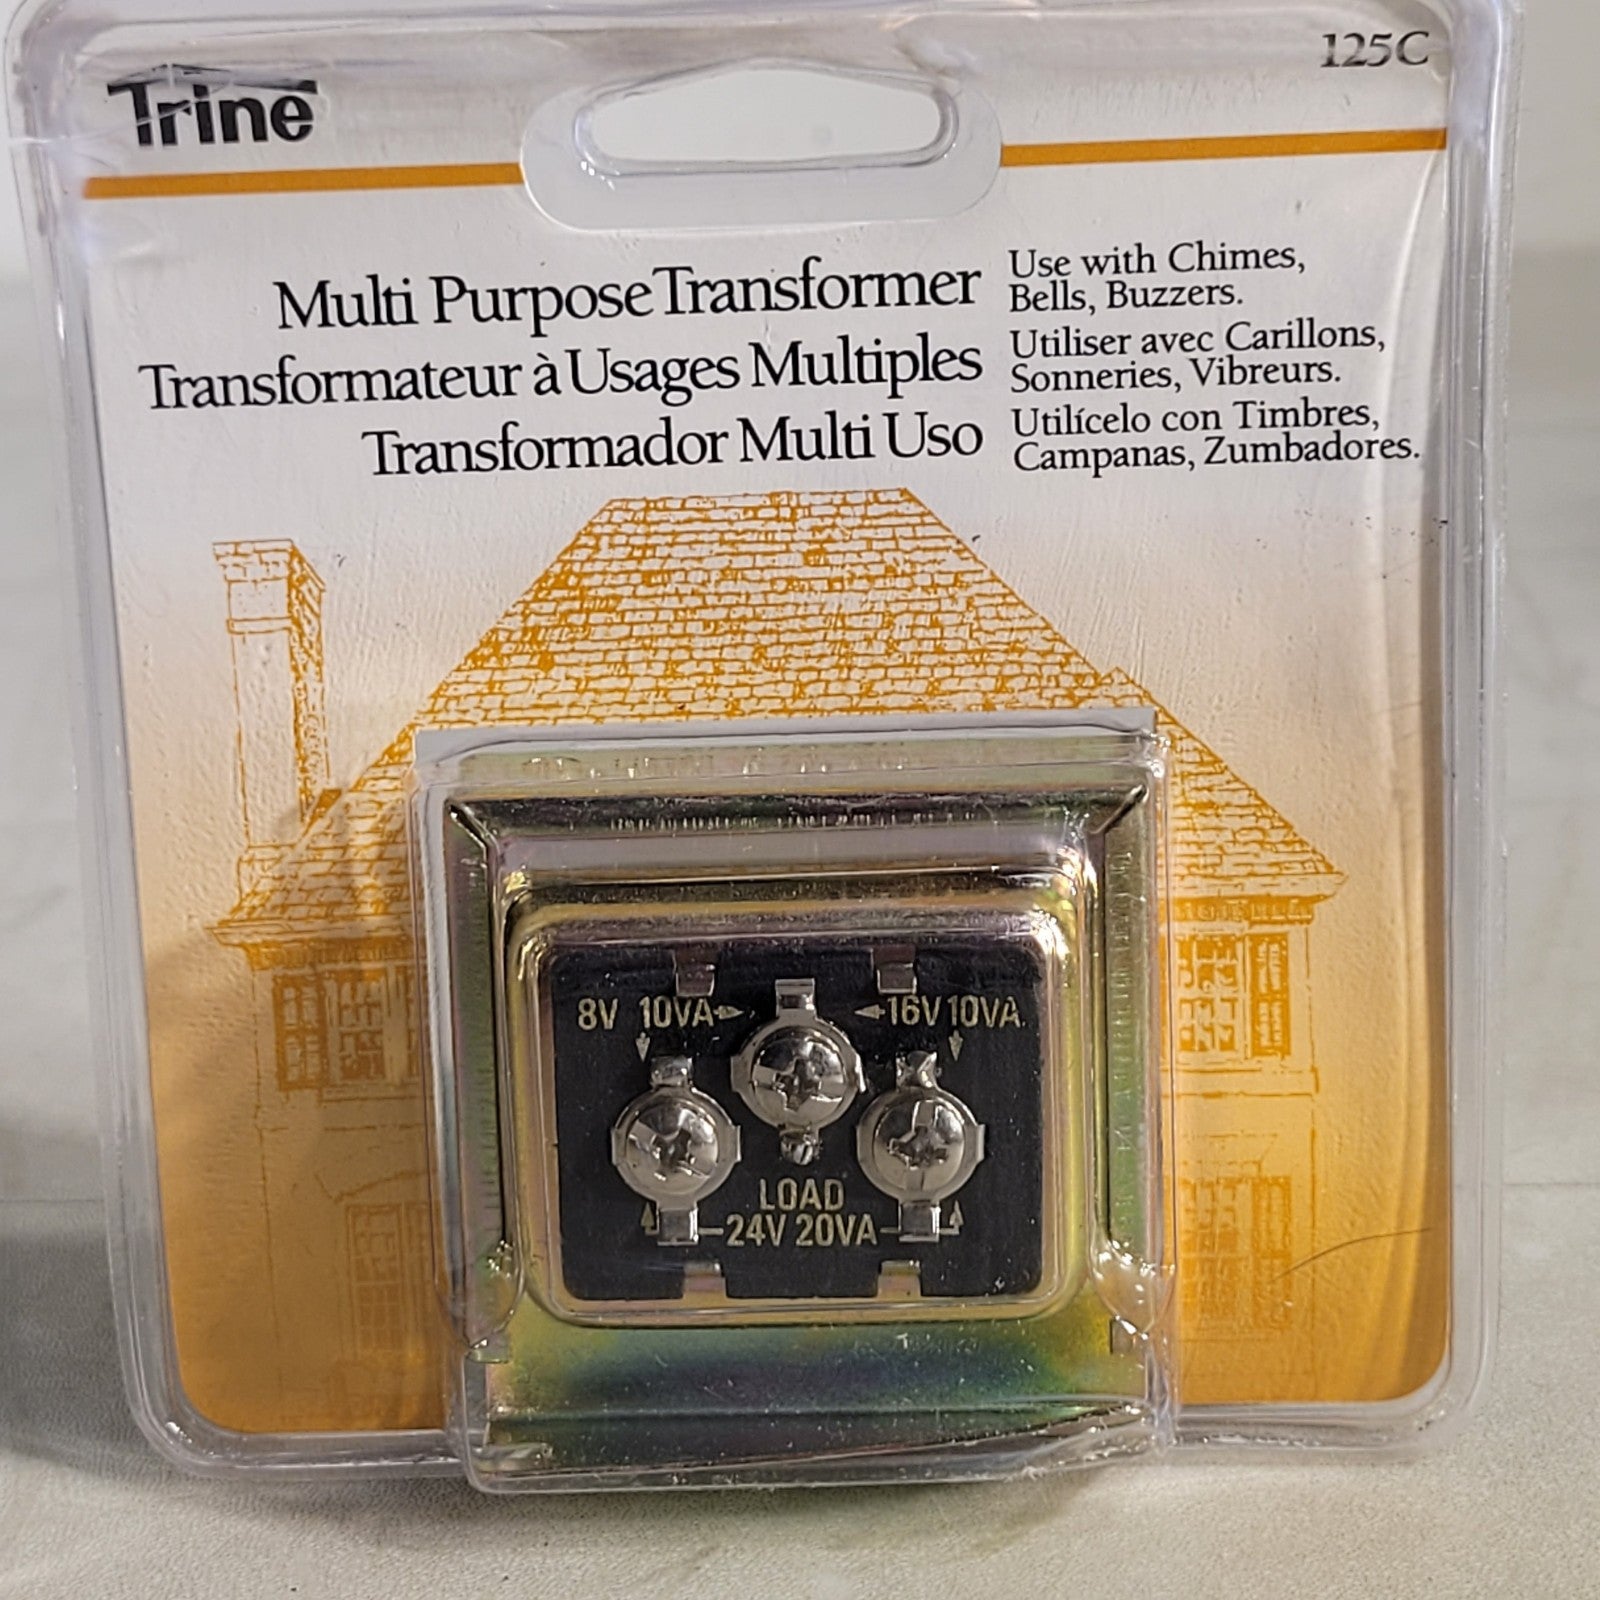 Trine
125C
Multi Purpose Transformer
Transformateur à Usages Multiples
Transformador Multi Uso
Use with Chimes,
Bells, Buzzers.
Utiliser avec Carillons,
Sonneries, Vibreurs.
Utilícelo con Timbres,
Campanas, Zumbadores.
8V 10VA 16V 10VA
LOAD
24V 20VA